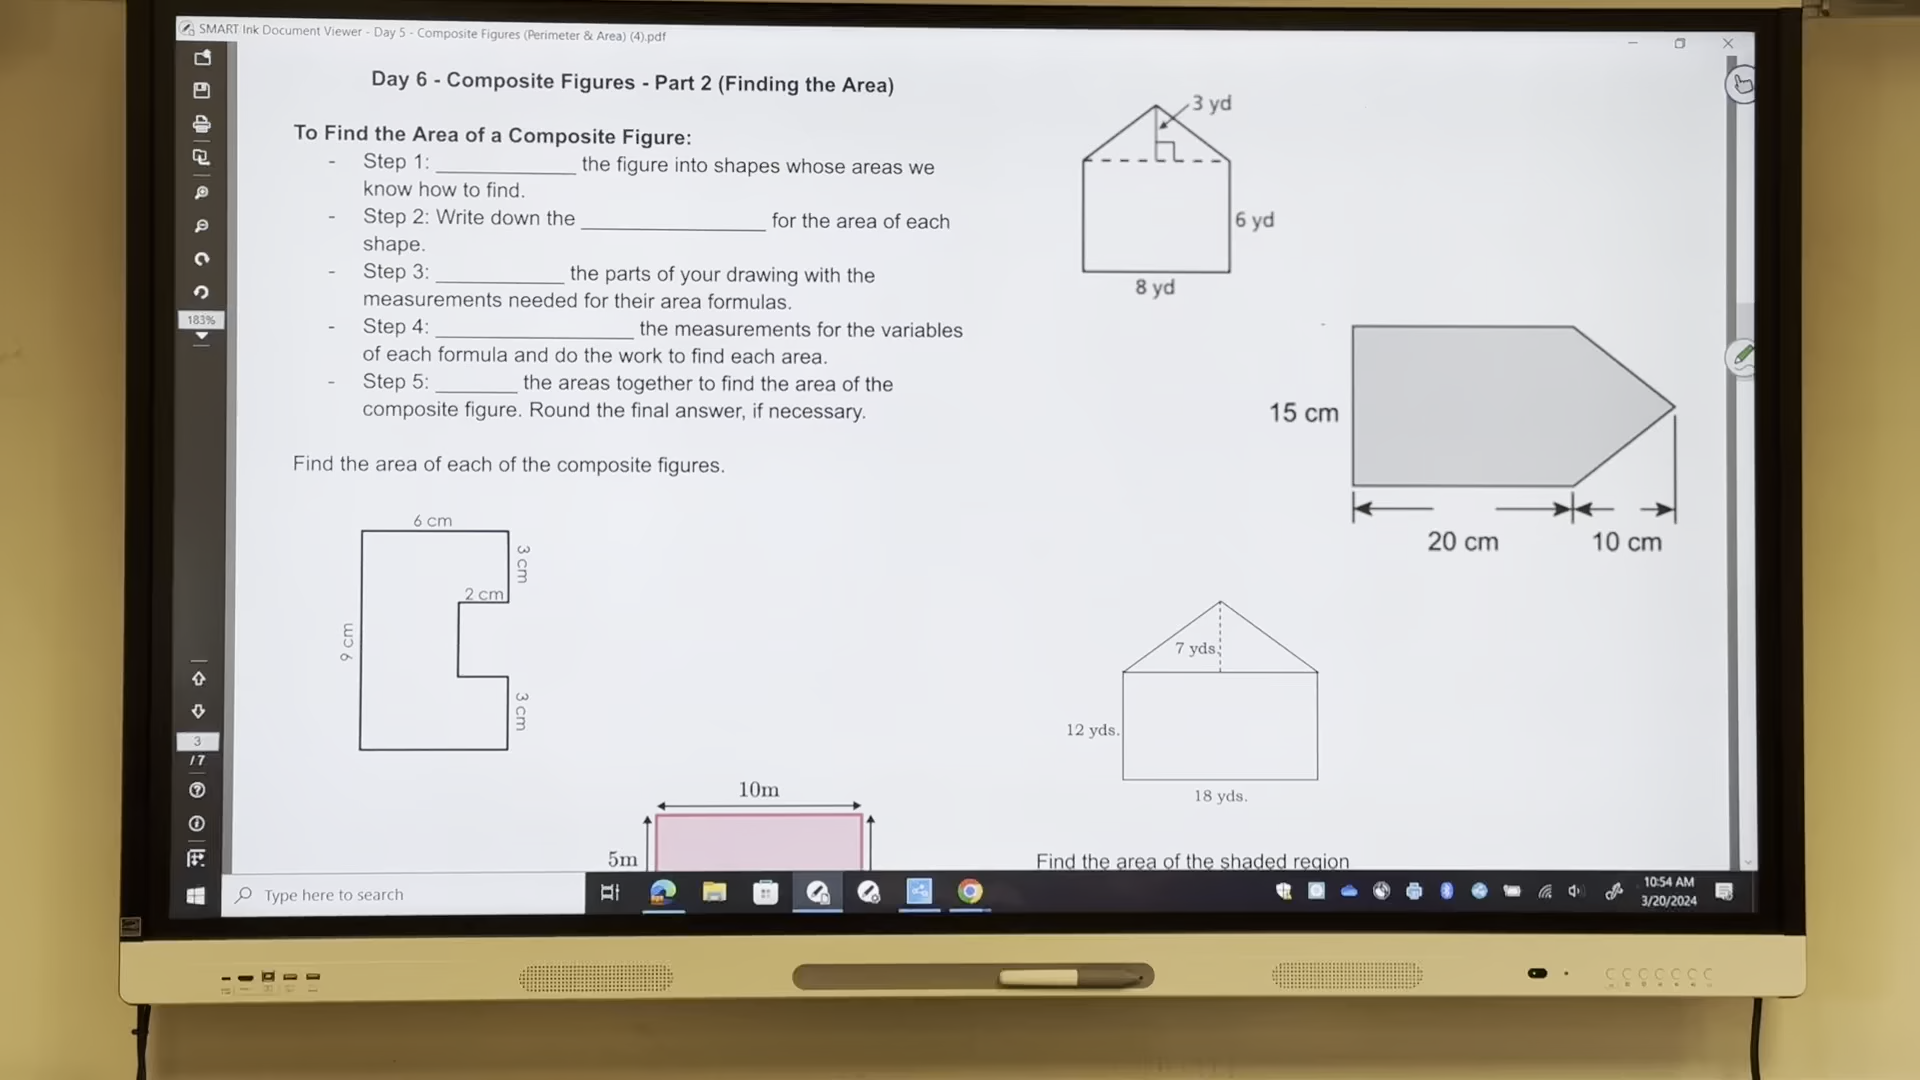 SMART Ink Document Viewer - Day 5 - Composite Figures (Perimeter & Area) (4).pdf
Day 6 - Composite Figures - Part 2 (Finding the Area)
To Find the Area of a Composite Figure:
- Step 1: ____________ the figure into shapes whose areas we
know how to find.
- Step 2: Write down the ________________ for the area of each
shape.
- Step 3: ___________ the parts of your drawing with the
measurements needed for their area formulas.
- Step 4: _________________ the measurements for the variables
of each formula and do the work to find each area.
- Step 5: _______ the areas together to find the area of the
composite figure. Round the final answer, if necessary.
Find the area of each of the composite figures.
3 yd
6 yd
8 yd
15 cm
20 cm
10 cm
6 cm
3 cm
2 cm
9 cm
3 cm
7 yds.
12 yds.
18 yds.
10m
5m
Find the area of the shaded region
183%
3
/ 7
Type here to search
10:54 AM
3/20/2024